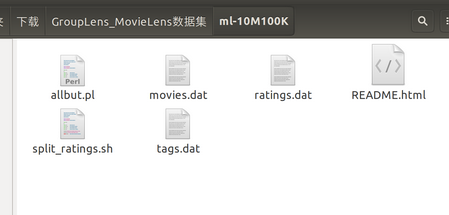 下载 GroupLens_MovieLens数据集 ml-10M100K
Perl
allbut.pl movies.dat ratings.dat README.html
split_ratings.sh tags.dat